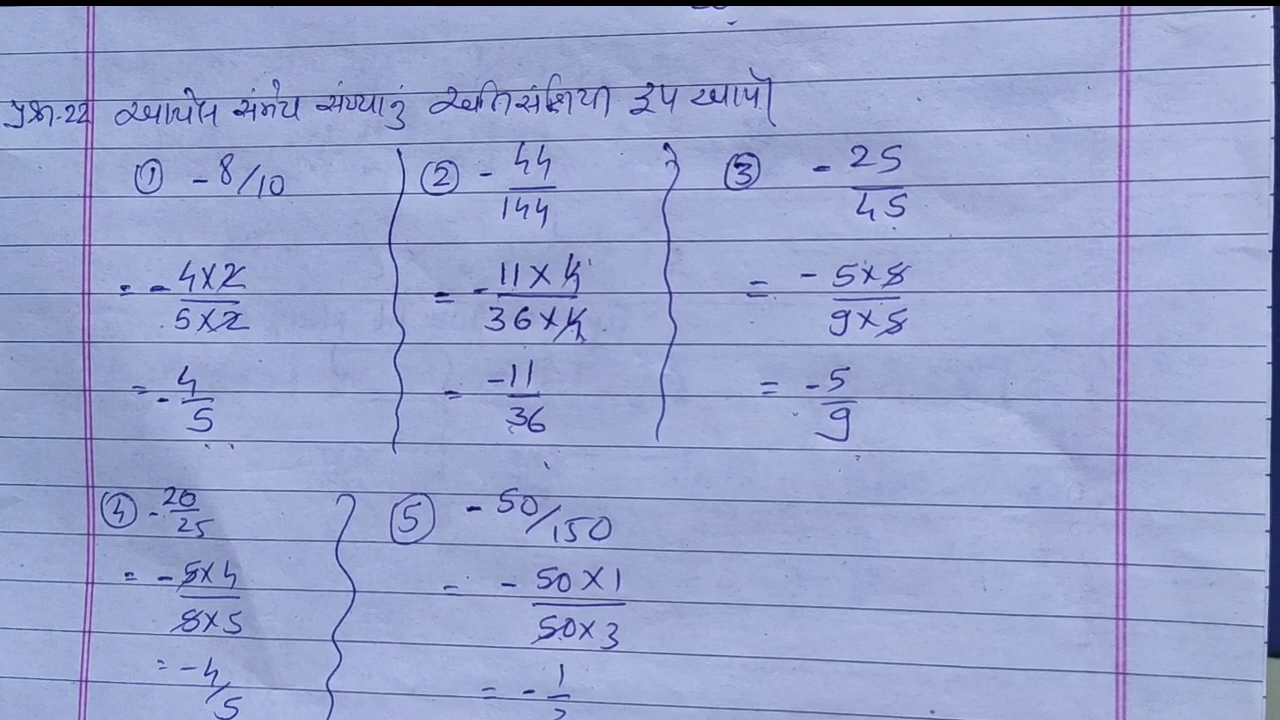 પ્રશ્ન.22 આપેલ સંમેય સંખ્યાનું અતિસંક્ષિપ્ત રૂપ આપો
① - 8/10
= - 4×2 / 5×2
= - 4/5
② - 44/144
= - 11×4 / 36×4
= -11/36
③ - 25/45
= - 5×5 / 9×5
= -5/9
④ - 20/25
= - 5×4 / 5×5
= -4/5
⑤ - 50/150
= - 50×1 / 50×3
= - 1/3